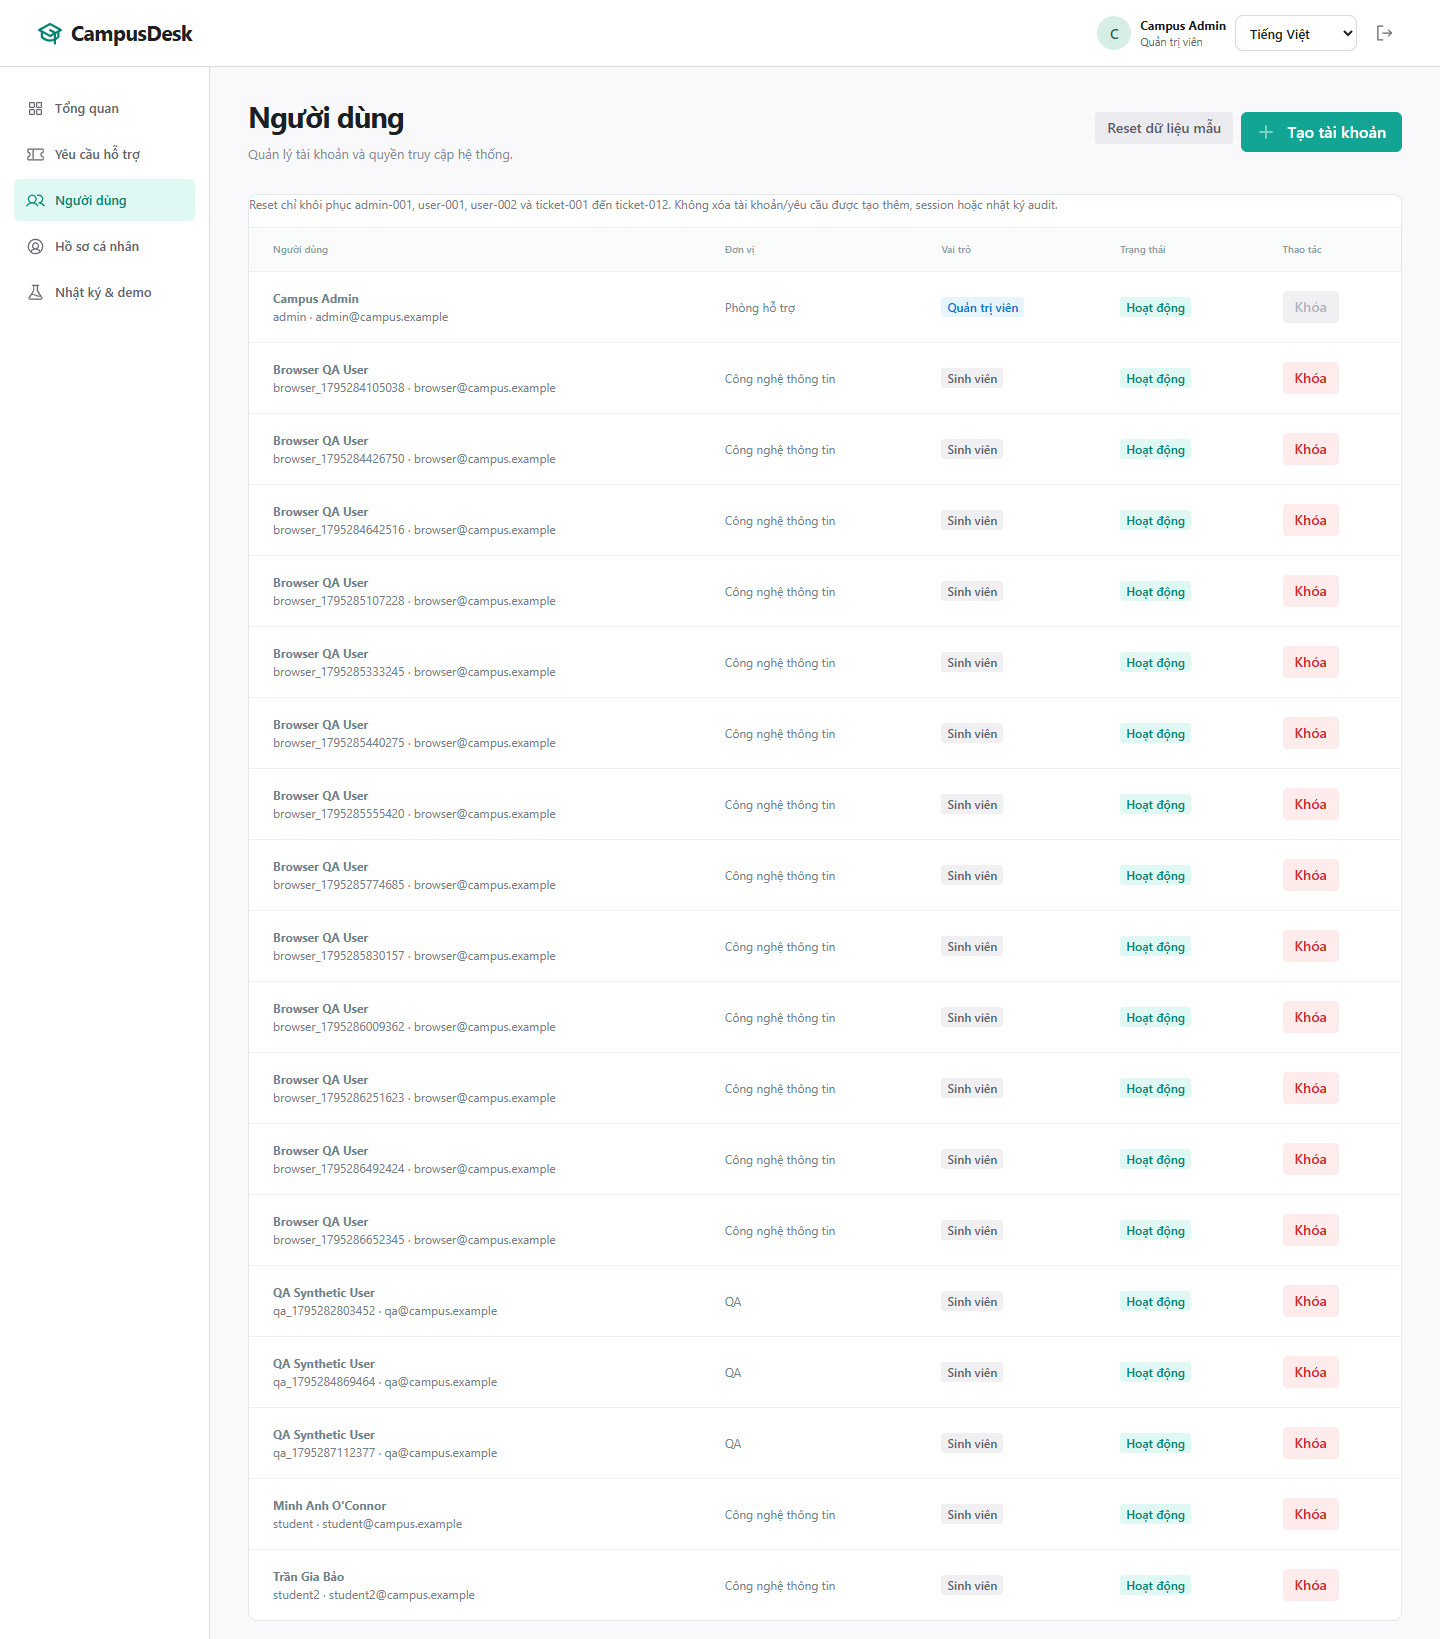 CampusDesk
C
Campus Admin
Quản trị viên
Tiếng Việt
Tổng quan
Yêu cầu hỗ trợ
Người dùng
Hồ sơ cá nhân
Nhật ký & demo
Người dùng
Quản lý tài khoản và quyền truy cập hệ thống.
Reset dữ liệu mẫu
Tạo tài khoản
Reset chỉ khôi phục admin-001, user-001, user-002 và ticket-001 đến ticket-012. Không xóa tài khoản/yêu cầu được tạo thêm, session hoặc nhật ký audit.
Người dùng Đơn vị Vai trò Trạng thái Thao tác
Campus Admin
admin · admin@campus.example Phòng hỗ trợ Quản trị viên Hoạt động Khóa
Browser QA User
browser_1795284105038 · browser@campus.example Công nghệ thông tin Sinh viên Hoạt động Khóa
Browser QA User
browser_1795284426750 · browser@campus.example Công nghệ thông tin Sinh viên Hoạt động Khóa
Browser QA User
browser_1795284642516 · browser@campus.example Công nghệ thông tin Sinh viên Hoạt động Khóa
Browser QA User
browser_1795285107228 · browser@campus.example Công nghệ thông tin Sinh viên Hoạt động Khóa
Browser QA User
browser_1795285333245 · browser@campus.example Công nghệ thông tin Sinh viên Hoạt động Khóa
Browser QA User
browser_1795285440275 · browser@campus.example Công nghệ thông tin Sinh viên Hoạt động Khóa
Browser QA User
browser_1795285555420 · browser@campus.example Công nghệ thông tin Sinh viên Hoạt động Khóa
Browser QA User
browser_1795285774685 · browser@campus.example Công nghệ thông tin Sinh viên Hoạt động Khóa
Browser QA User
browser_1795285830157 · browser@campus.example Công nghệ thông tin Sinh viên Hoạt động Khóa
Browser QA User
browser_1795286009362 · browser@campus.example Công nghệ thông tin Sinh viên Hoạt động Khóa
Browser QA User
browser_1795286251623 · browser@campus.example Công nghệ thông tin Sinh viên Hoạt động Khóa
Browser QA User
browser_1795286492424 · browser@campus.example Công nghệ thông tin Sinh viên Hoạt động Khóa
Browser QA User
browser_1795286652345 · browser@campus.example Công nghệ thông tin Sinh viên Hoạt động Khóa
QA Synthetic User
qa_1795282803452 · qa@campus.example QA Sinh viên Hoạt động Khóa
QA Synthetic User
qa_1795284869464 · qa@campus.example QA Sinh viên Hoạt động Khóa
QA Synthetic User
qa_1795287112377 · qa@campus.example QA Sinh viên Hoạt động Khóa
Minh Anh O'Connor
student · student@campus.example Công nghệ thông tin Sinh viên Hoạt động Khóa
Trần Gia Bảo
student2 · student2@campus.example Công nghệ thông tin Sinh viên Hoạt động Khóa